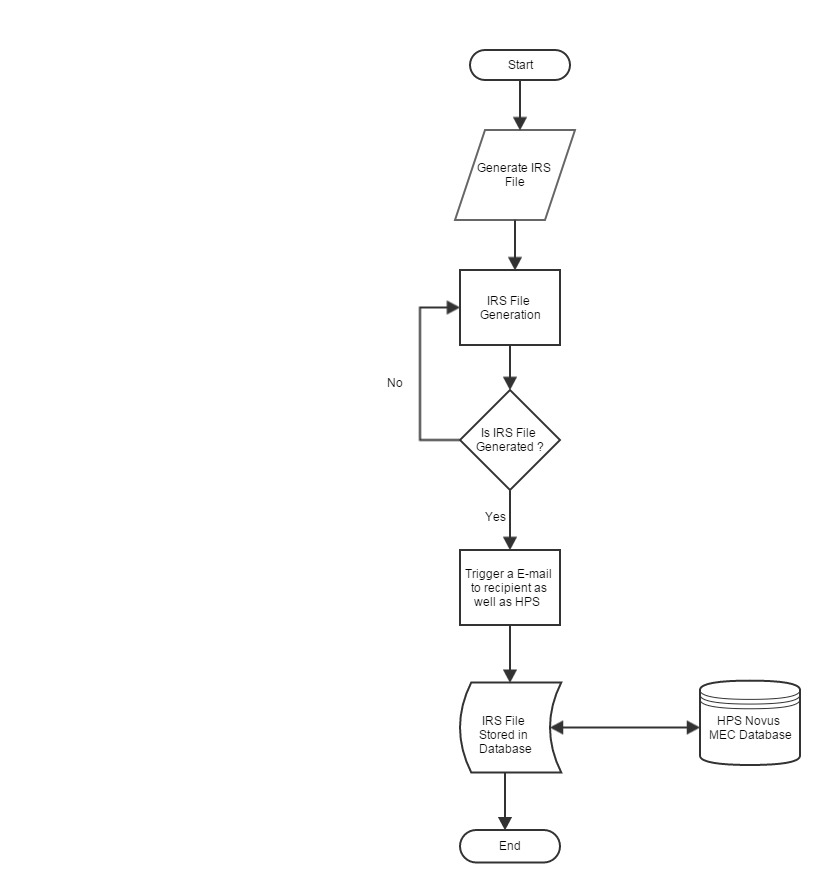 Start
Generate IRS
File
IRS File
Generation
No
Is IRS File
Generated ?
Yes
Trigger a E-mail
to recipient as
well as HPS
IRS File
Stored in
Database
HPS Novus
MEC Database
End